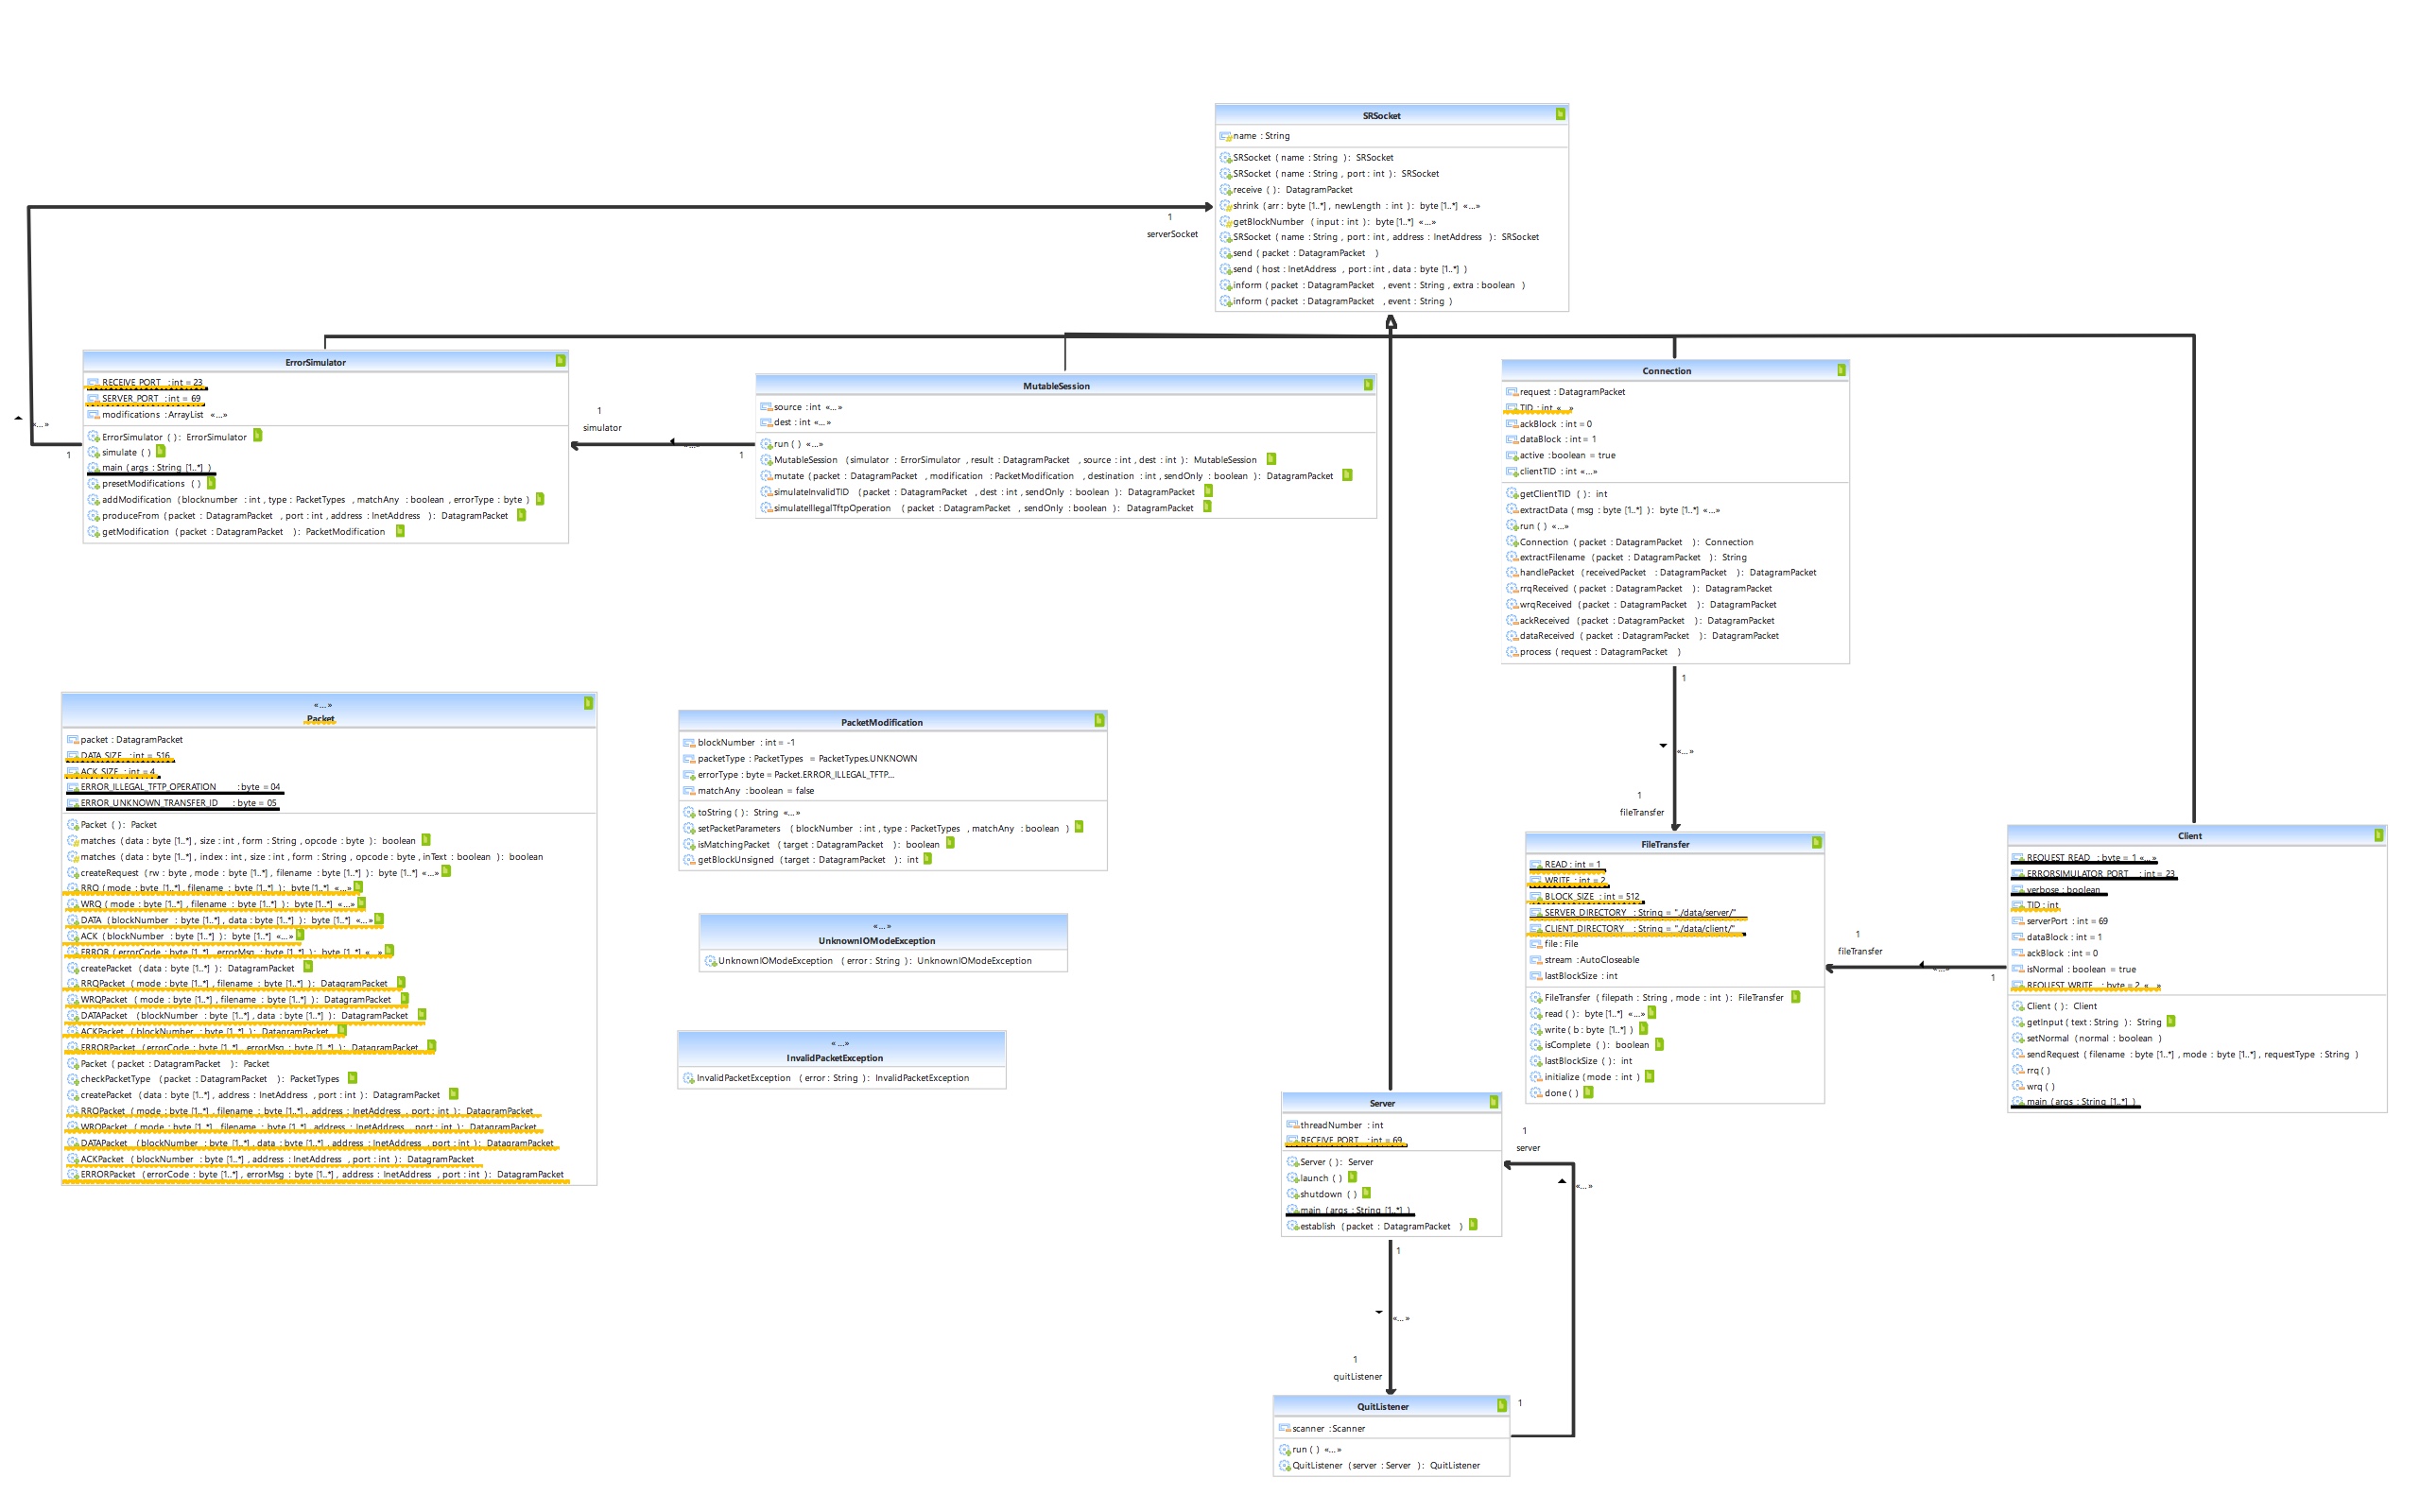 SRSocket
name : String
SRSocket ( name : String ) : SRSocket
SRSocket ( name : String , port : int ) : SRSocket
receive ( ) : DatagramPacket
shrink ( arr : byte [1..*] , newLength : int ) : byte [1..*] «...»
getBlockNumber ( input : int ) : byte [1..*] «...»
SRSocket ( name : String , port : int , address : InetAddress ) : SRSocket
send ( packet : DatagramPacket )
send ( host : InetAddress , port : int , data : byte [1..*] )
inform ( packet : DatagramPacket , event : String , extra : boolean )
inform ( packet : DatagramPacket , event : String )
1
serverSocket
«...»
1
ErrorSimulator
RECEIVE_PORT : int = 23
SERVER_PORT : int = 69
modifications : ArrayList «...»
ErrorSimulator ( ) : ErrorSimulator
simulate ( )
main ( args : String [1..*] )
presetModifications ( )
addModification ( blocknumber : int , type : PacketTypes , matchAny : boolean , errorType : byte )
produceFrom ( packet : DatagramPacket , port : int , address : InetAddress ) : DatagramPacket
getModification ( packet : DatagramPacket ) : PacketModification
1
simulator
«...»
1
MutableSession
source : int «...»
dest : int «...»
run ( ) «...»
MutableSession ( simulator : ErrorSimulator , result : DatagramPacket , source : int , dest : int ) : MutableSession
mutate ( packet : DatagramPacket , modification : PacketModification , destination : int , sendOnly : boolean ) : DatagramPacket
simulateInvalidTID ( packet : DatagramPacket , dest : int , sendOnly : boolean ) : DatagramPacket
simulateIllegalTftpOperation ( packet : DatagramPacket , sendOnly : boolean ) : DatagramPacket
Connection
request : DatagramPacket
TID : int «...»
ackBlock : int = 0
dataBlock : int = 1
active : boolean = true
clientTID : int «...»
getClientTID ( ) : int
extractData ( msg : byte [1..*] ) : byte [1..*] «...»
run ( ) «...»
Connection ( packet : DatagramPacket ) : Connection
extractFilename ( packet : DatagramPacket ) : String
handlePacket ( receivedPacket : DatagramPacket ) : DatagramPacket
rrqReceived ( packet : DatagramPacket ) : DatagramPacket
wrqReceived ( packet : DatagramPacket ) : DatagramPacket
ackReceived ( packet : DatagramPacket ) : DatagramPacket
dataReceived ( packet : DatagramPacket ) : DatagramPacket
process ( request : DatagramPacket )
1
«...»
1
fileTransfer
«...»
Packet
packet : DatagramPacket
DATA_SIZE : int = 516
ACK_SIZE : int = 4
ERROR_ILLEGAL_TFTP_OPERATION : byte = 04
ERROR_UNKNOWN_TRANSFER_ID : byte = 05
Packet ( ) : Packet
matches ( data : byte [1..*] , size : int , form : String , opcode : byte ) : boolean
matches ( data : byte [1..*] , index : int , size : int , form : String , opcode : byte , inText : boolean ) : boolean
createRequest ( rw : byte , mode : byte [1..*] , filename : byte [1..*] ) : byte [1..*] «...»
RRQ ( mode : byte [1..*] , filename : byte [1..*] ) : byte [1..*] «...»
WRQ ( mode : byte [1..*] , filename : byte [1..*] ) : byte [1..*] «...»
DATA ( blockNumber : byte [1..*] , data : byte [1..*] ) : byte [1..*] «...»
ACK ( blockNumber : byte [1..*] ) : byte [1..*] «...»
ERROR ( errorCode : byte [1..*] , errorMsg : byte [1..*] ) : byte [1..*] «...»
createPacket ( data : byte [1..*] ) : DatagramPacket
RRQPacket ( mode : byte [1..*] , filename : byte [1..*] ) : DatagramPacket
WRQPacket ( mode : byte [1..*] , filename : byte [1..*] ) : DatagramPacket
DATAPacket ( blockNumber : byte [1..*] , data : byte [1..*] ) : DatagramPacket
ACKPacket ( blockNumber : byte [1..*] ) : DatagramPacket
ERRORPacket ( errorCode : byte [1..*] , errorMsg : byte [1..*] ) : DatagramPacket
Packet ( packet : DatagramPacket ) : Packet
checkPacketType ( packet : DatagramPacket ) : PacketTypes
createPacket ( data : byte [1..*] , address : InetAddress , port : int ) : DatagramPacket
RRQPacket ( mode : byte [1..*] , filename : byte [1..*] , address : InetAddress , port : int ) : DatagramPacket
WRQPacket ( mode : byte [1..*] , filename : byte [1..*] , address : InetAddress , port : int ) : DatagramPacket
DATAPacket ( blockNumber : byte [1..*] , data : byte [1..*] , address : InetAddress , port : int ) : DatagramPacket
ACKPacket ( blockNumber : byte [1..*] , address : InetAddress , port : int ) : DatagramPacket
ERRORPacket ( errorCode : byte [1..*] , errorMsg : byte [1..*] , address : InetAddress , port : int ) : DatagramPacket
PacketModification
blockNumber : int = -1
packetType : PacketTypes = PacketTypes.UNKNOWN
errorType : byte = Packet.ERROR_ILLEGAL_TFTP...
matchAny : boolean = false
toString ( ) : String «...»
setPacketParameters ( blockNumber : int , type : PacketTypes , matchAny : boolean )
isMatchingPacket ( target : DatagramPacket ) : boolean
getBlockUnsigned ( target : DatagramPacket ) : int
«...»
UnknownIOModeException
UnknownIOModeException ( error : String ) : UnknownIOModeException
«...»
InvalidPacketException
InvalidPacketException ( error : String ) : InvalidPacketException
FileTransfer
READ : int = 1
WRITE : int = 2
BLOCK_SIZE : int = 512
SERVER_DIRECTORY : String = "./data/server/"
CLIENT_DIRECTORY : String = "./data/client/"
file : File
stream : AutoCloseable
lastBlockSize : int
FileTransfer ( filepath : String , mode : int ) : FileTransfer
read ( ) : byte [1..*] «...»
write ( b : byte [1..*] )
isComplete ( ) : boolean
lastBlockSize ( ) : int
initialize ( mode : int )
done ( )
1
fileTransfer
«...»
1
Client
REQUEST_READ : byte = 1 «...»
ERRORSIMULATOR_PORT : int = 23
verbose : boolean
TID : int
serverPort : int = 69
dataBlock : int = 1
ackBlock : int = 0
isNormal : boolean = true
REQUEST_WRITE : byte = 2 «...»
Client ( ) : Client
getInput ( text : String ) : String
setNormal ( normal : boolean )
sendRequest ( filename : byte [1..*] , mode : byte [1..*] , requestType : String )
rrq ( )
wrq ( )
main ( args : String [1..*] )
Server
threadNumber : int
RECEIVE_PORT : int = 69
Server ( ) : Server
launch ( )
shutdown ( )
main ( args : String [1..*] )
establish ( packet : DatagramPacket )
1
server
«...»
1
«...»
1
quitListener
QuitListener
1
scanner : Scanner
run ( ) «...»
QuitListener ( server : Server ) : QuitListener